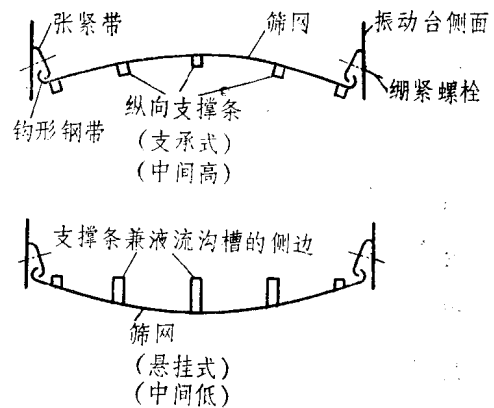 张紧带
筛网
振动台侧面
绷紧螺栓
钩形钢带
纵向支撑条
(支承式)
(中间高)
支撑条兼液流沟槽的侧边
筛网
(悬挂式)
(中间低)